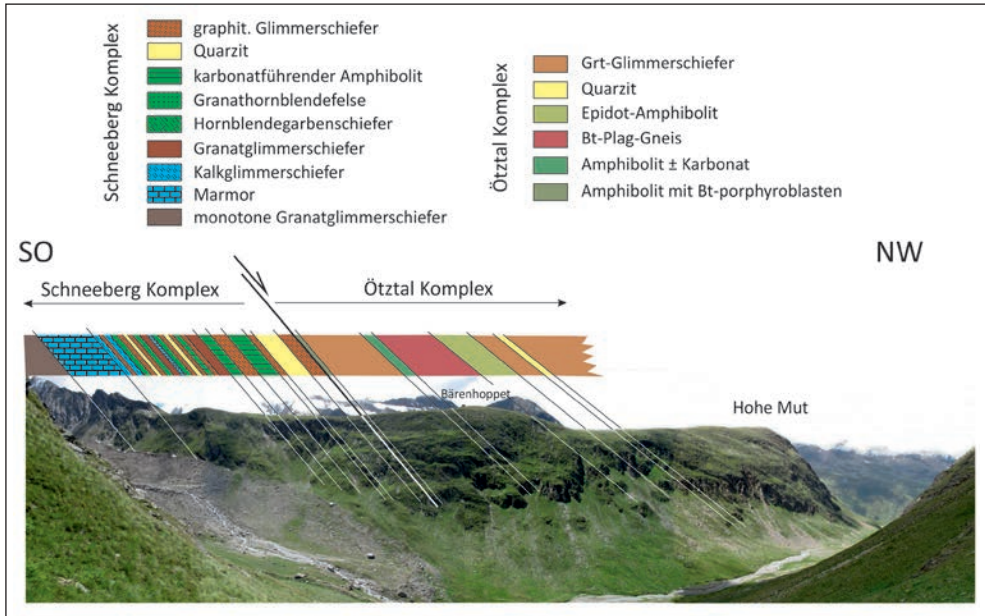 Schneeberg Komplex
graphit. Glimmerschiefer
Quarzit
karbonatführender Amphibolit
Granathornblendefelse
Hornblendegarbenschiefer
Granatglimmerschiefer
Kalkglimmerschiefer
Marmor
monotone Granatglimmerschiefer
Ötztal Komplex
Grt-Glimmerschiefer
Quarzit
Epidot-Amphibolit
Bt-Plag-Gneis
Amphibolit ± Karbonat
Amphibolit mit Bt-porphyroblasten
SO
NW
Schneeberg Komplex
Ötztal Komplex
Bärenhoppet
Hohe Mut